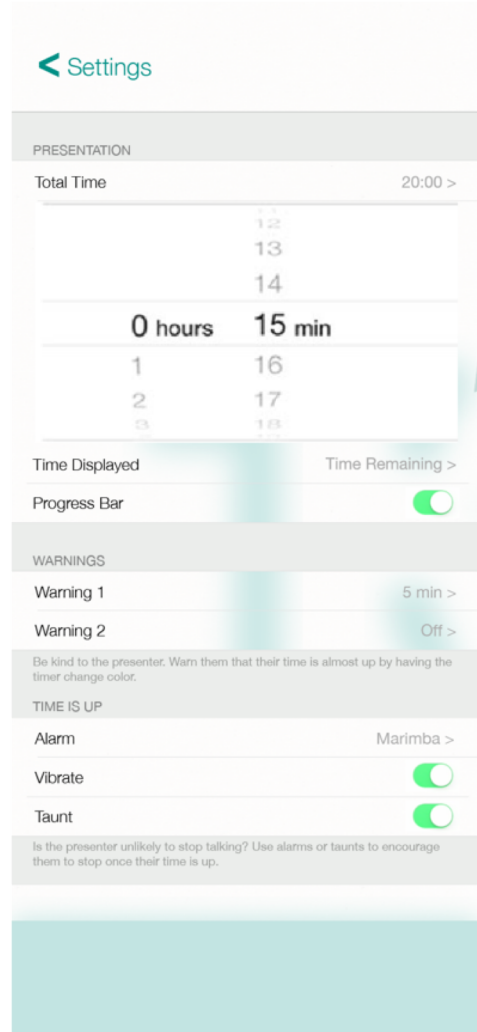 < Settings
PRESENTATION
Total Time 20:00 >
12
13
14
0 hours 15 min
1 16
2 17
3 18
Time Displayed Time Remaining >
Progress Bar
WARNINGS
Warning 1 5 min >
Warning 2 Off >
Be kind to the presenter. Warn them that their time is almost up by having the
timer change color.
TIME IS UP
Alarm Marimba >
Vibrate
Taunt
Is the presenter unlikely to stop talking? Use alarms or taunts to encourage
them to stop once their time is up.